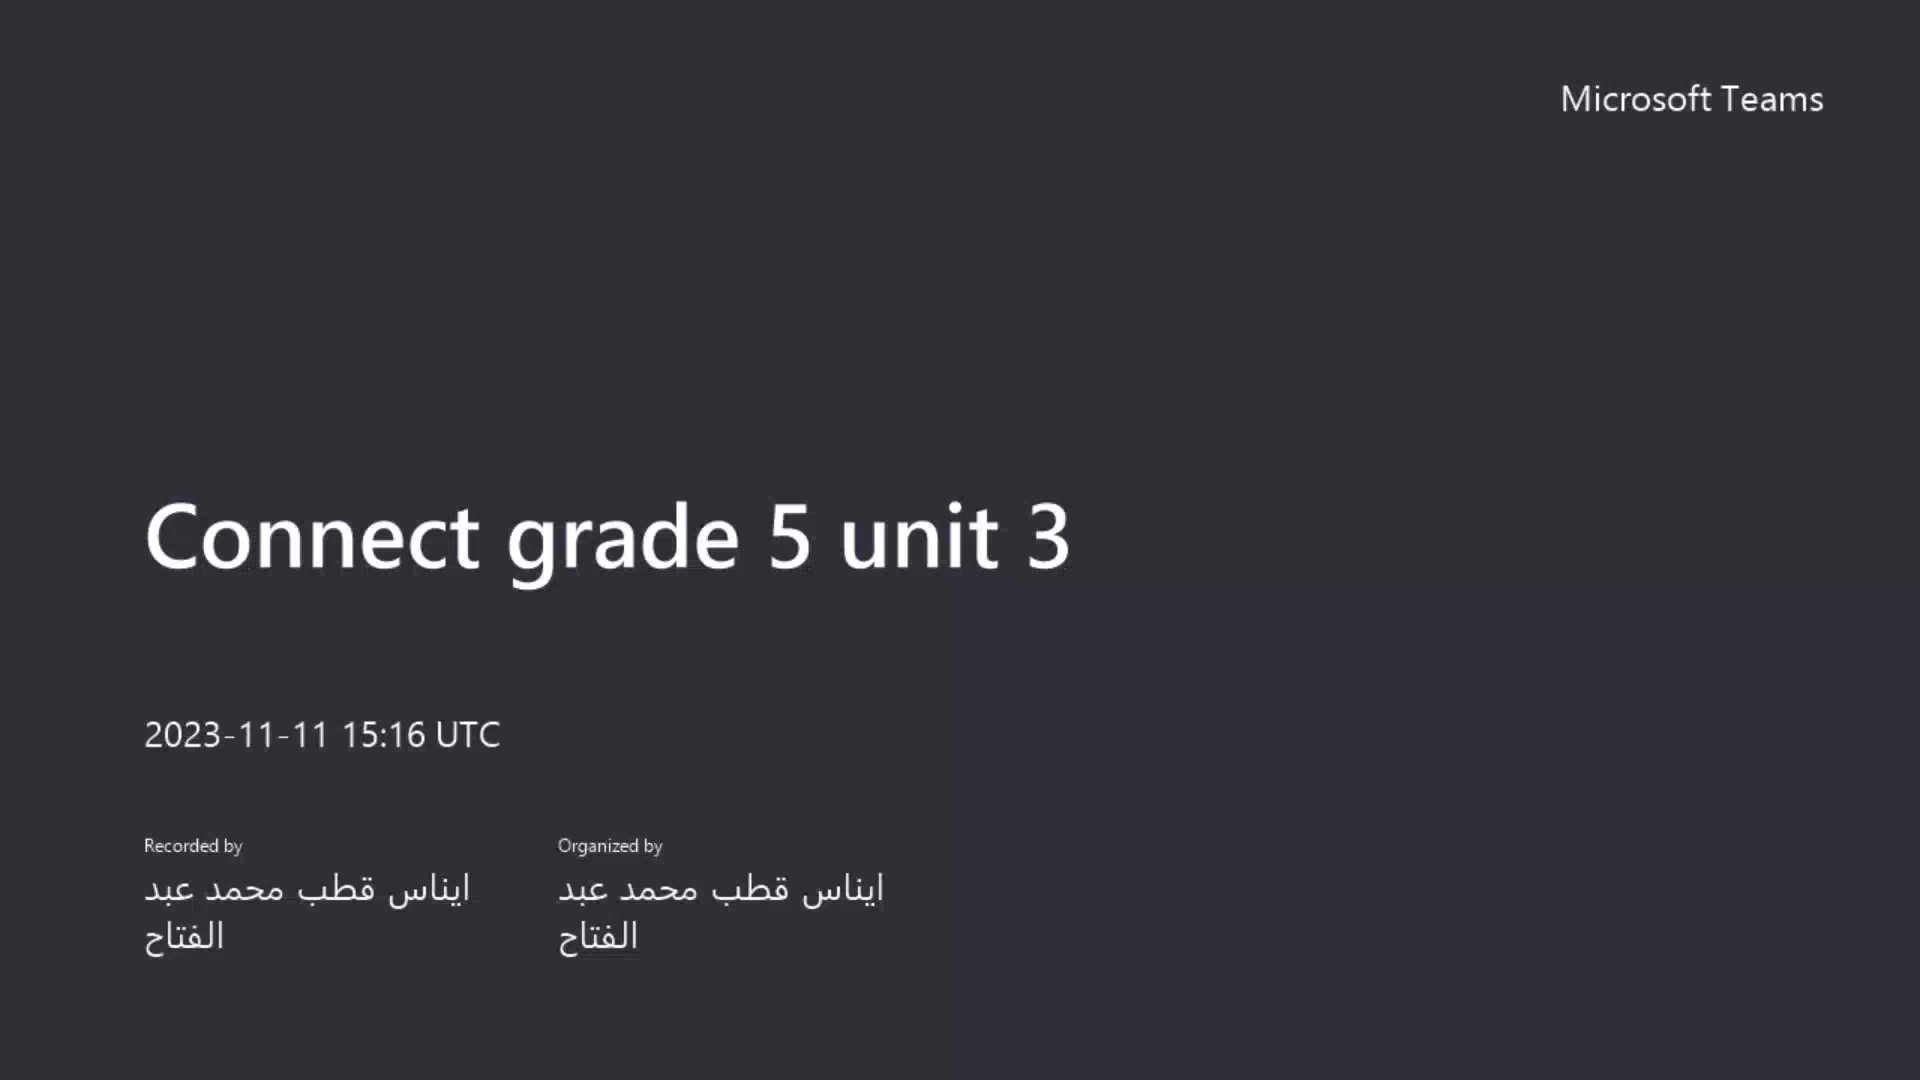 Microsoft Teams
Connect grade 5 unit 3
2023-11-11 15:16 UTC
Recorded by
ايناس قطب محمد عبد
الفتاح
Organized by
ايناس قطب محمد عبد
الفتاح